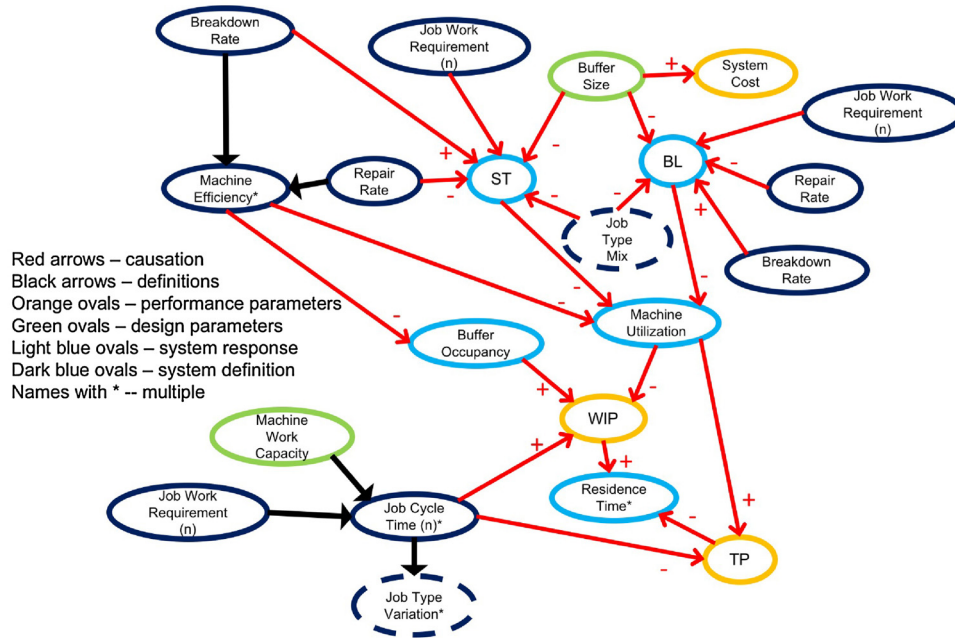 Breakdown
Rate
Job Work
Requirement
(n)
Buffer
Size
+
System
Cost
Job Work
Requirement
(n)
-
-
+
ST
BL
-
Machine
Efficiency*
Repair
Rate
-
-
-
Repair
Rate
+
Job
Type
Mix
Breakdown
Rate
Red arrows – causation
Black arrows – definitions
Orange ovals – performance parameters
Green ovals – design parameters
Light blue ovals – system response
Dark blue ovals – system definition
Names with * -- multiple
-
-
-
-
Buffer
Occupancy
Machine
Utilization
+
-
WIP
Machine
Work
Capacity
+
+
Job Work
Requirement
(n)
Job Cycle
Time (n)*
Residence
Time*
+
-
-
TP
Job Type
Variation*